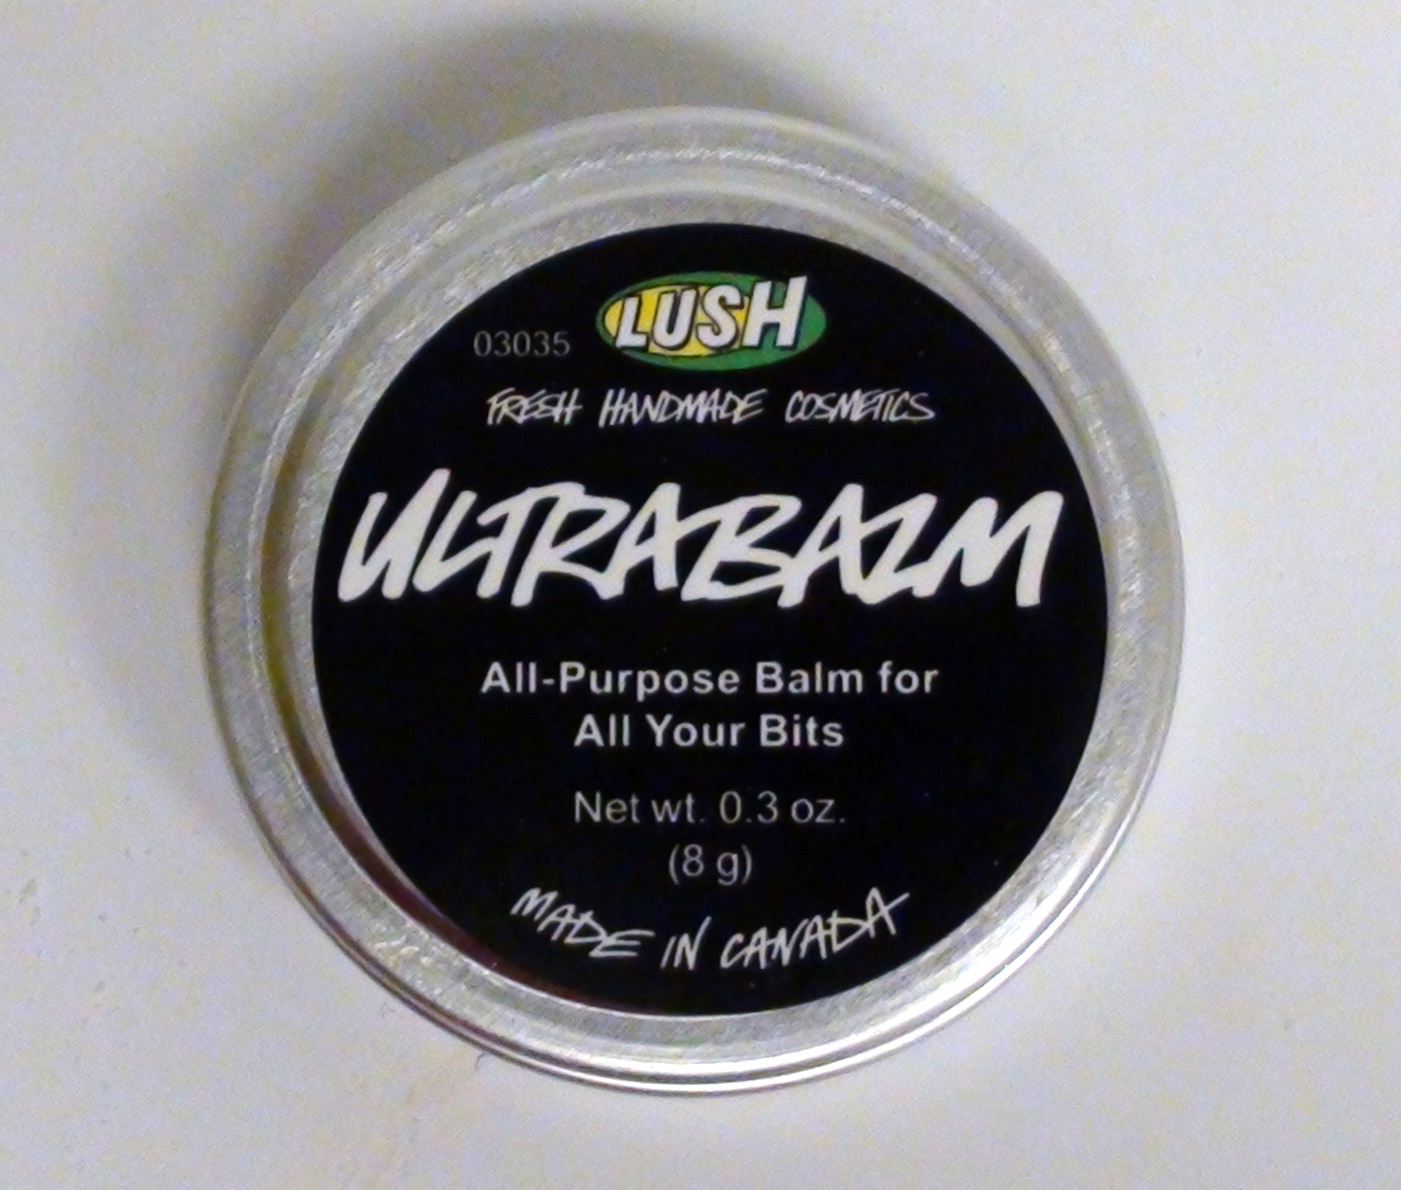 LUSH
03035
FRESH HANDMADE COSMETICS
ULTRABALM
All-Purpose Balm for
All Your Bits
Net wt. 0.3 oz.
(8 g)
MADE IN CANADA